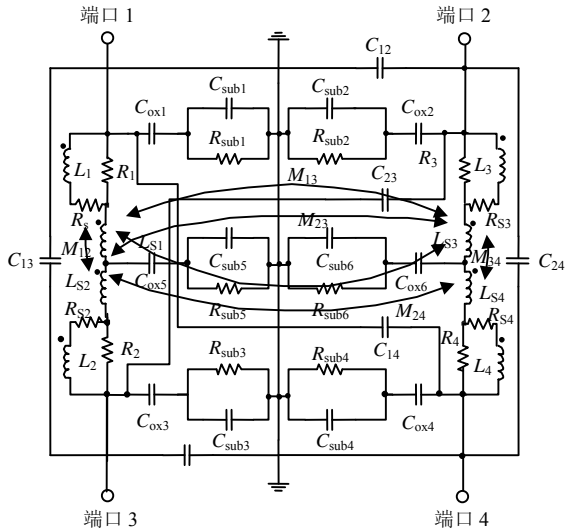 端口 1
端口 2
C12
Csub1
Csub2
Cox1
Cox2
Rsub1
Rsub2
R3
L1
R1
L3
M13
C23
Rs
RS3
M23
M12
LS1
LS3
C13
Csub5
Csub6
M34
C24
LS2
Cox5
Cox6
LS4
RS2
Rsub5
Rsub6
M24
RS4
R2
R4
L2
Rsub3
Rsub4
C14
L4
Cox3
Cox4
Csub3
Csub4
端口 3
端口 4